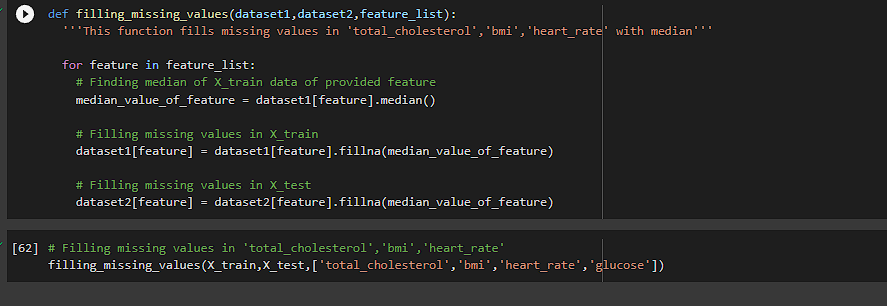 def filling_missing_values(dataset1,dataset2,feature_list):
'''This function fills missing values in 'total_cholesterol','bmi','heart_rate' with median'''
for feature in feature_list:
# Finding median of X_train data of provided feature
median_value_of_feature = dataset1[feature].median()
# Filling missing values in X_train
dataset1[feature] = dataset1[feature].fillna(median_value_of_feature)
# Filling missing values in X_test
dataset2[feature] = dataset2[feature].fillna(median_value_of_feature)
[62] # Filling missing values in 'total_cholesterol','bmi','heart_rate'
filling_missing_values(X_train,X_test,['total_cholesterol','bmi','heart_rate','glucose'])